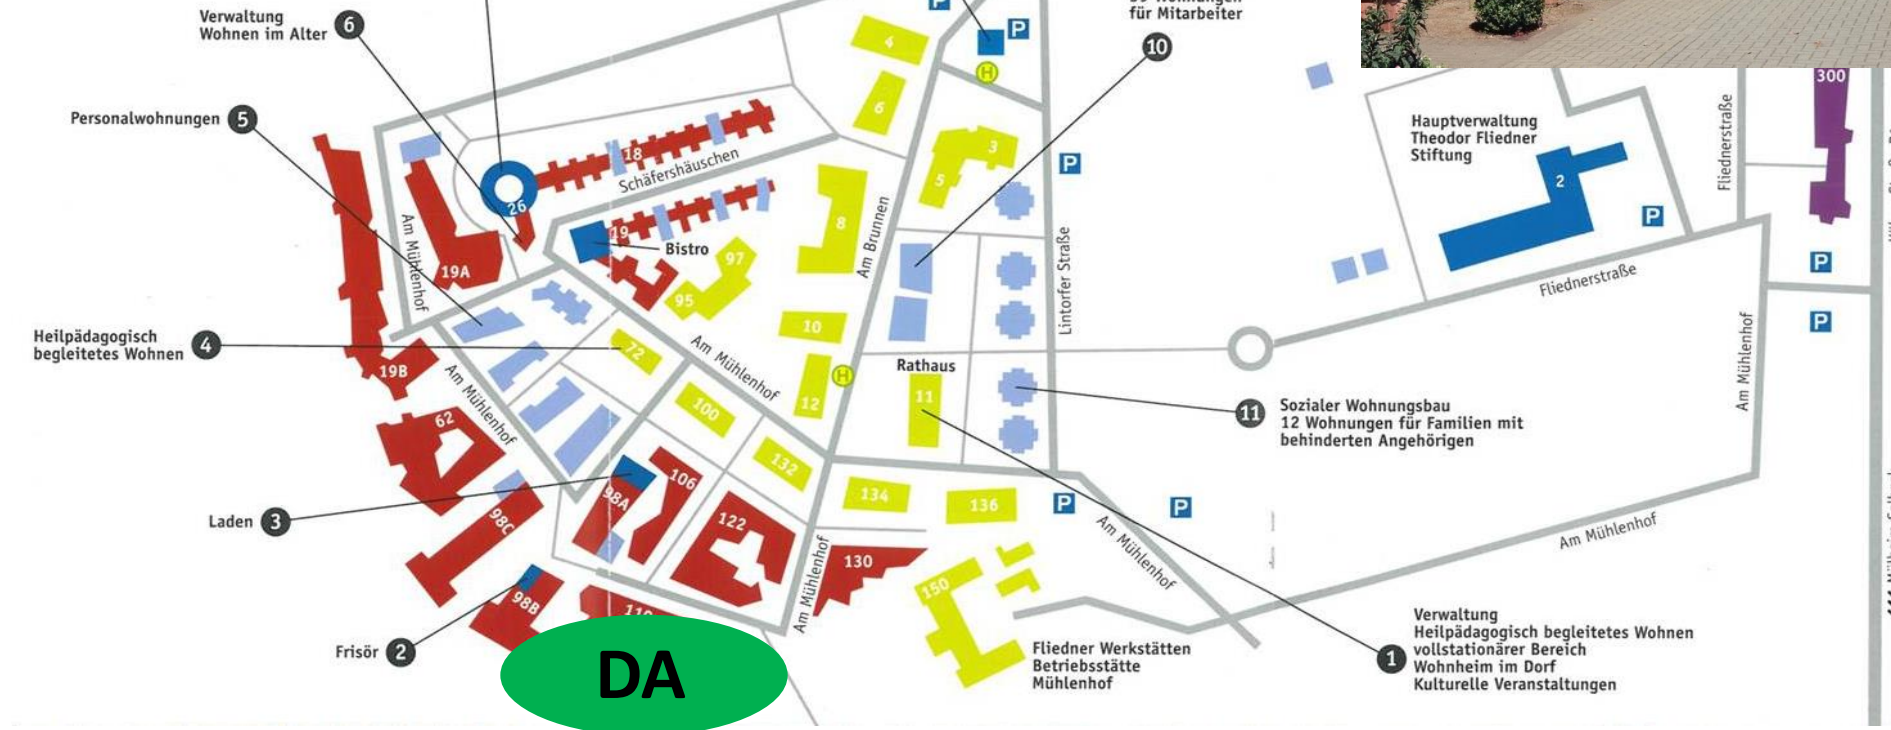 Verwaltung
Wohnen im Alter
6
für Mitarbeiter
10
P
P
H
4
6
3
5
P
300
Personalwohnungen
5
18
Schäfershäuschen
26
19
Bistro
19A
Am Mühlenhof
8
97
95
Am Brunnen
Lintorfer Straße
Hauptverwaltung
Theodor Fliedner
Stiftung
2
P
Fliednerstraße
Fliednerstraße
P
P
Heilpädagogisch
begleitetes Wohnen
4
72
10
Am Mühlenhof
12
H
Rathaus
11
19B
Am Mühlenhof
100
132
11
Sozialer Wohnungsbau
12 Wohnungen für Familien mit
behinderten Angehörigen
Am Mühlenhof
62
98C
98A
106
122
134
136
P
P
Am Mühlenhof
Am Mühlenhof
Laden
3
98B
130
Am Mühlenhof
150
Frisör
2
DA
Fliedner Werkstätten
Betriebsstätte
Mühlenhof
1
Verwaltung
Heilpädagogisch begleitetes Wohnen
vollstationärer Bereich
Wohnheim im Dorf
Kulturelle Veranstaltungen